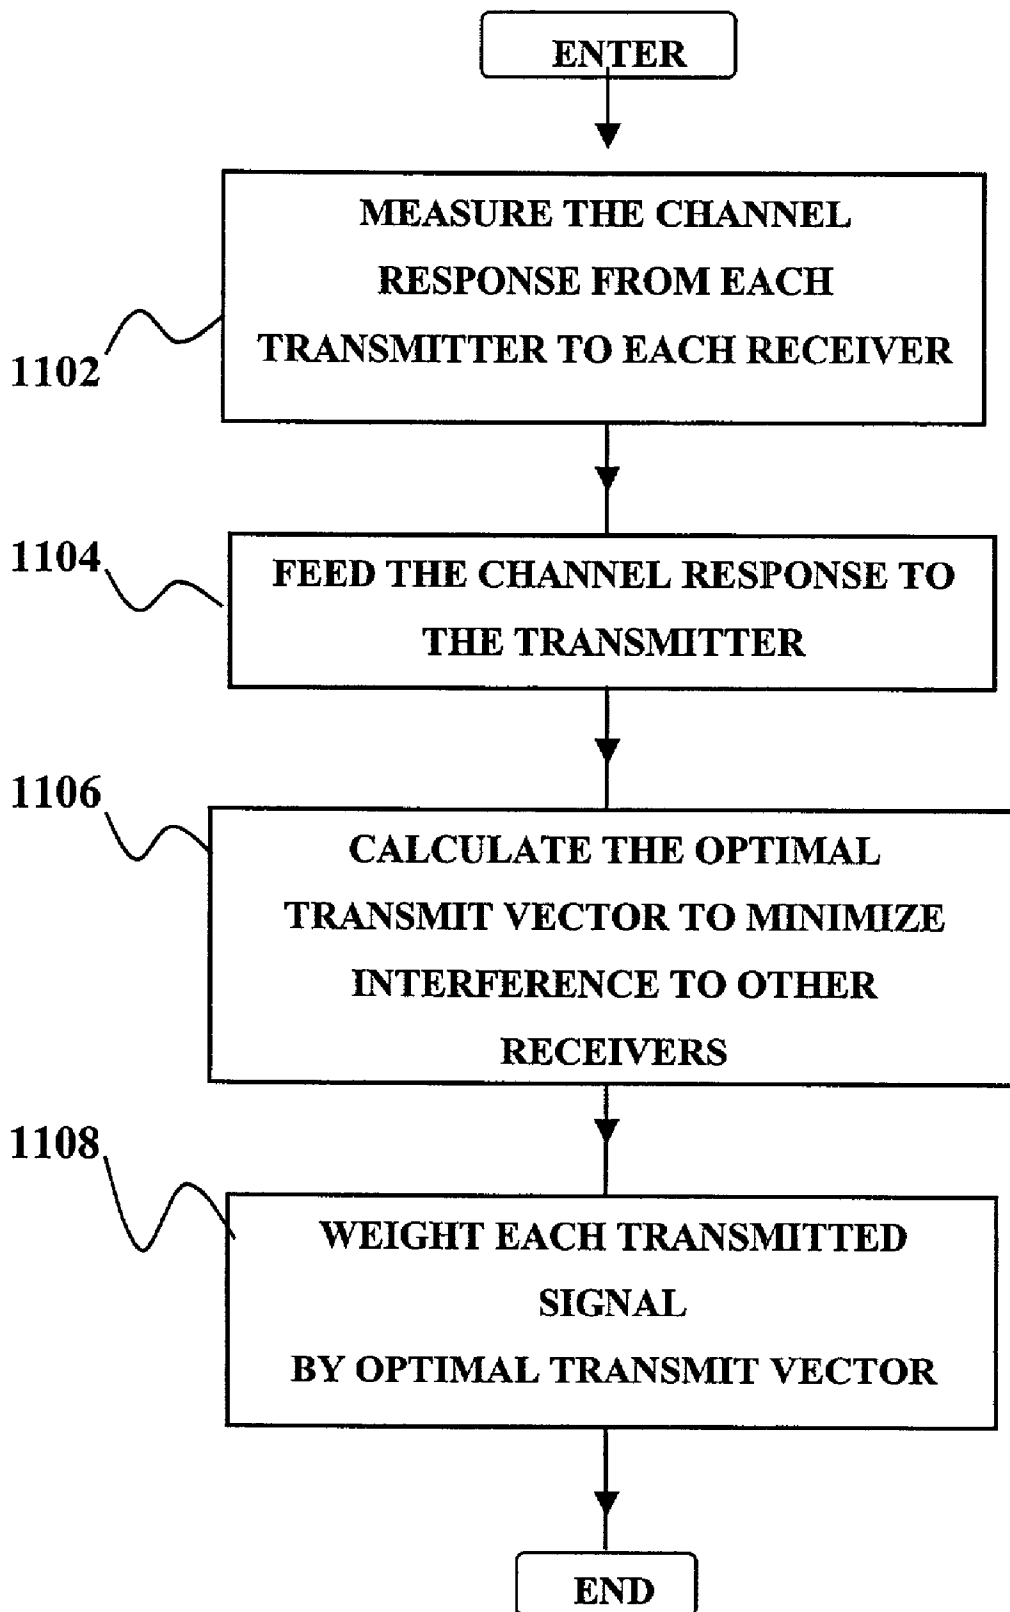 ENTER
MEASURE THE CHANNEL
RESPONSE FROM EACH
TRANSMITTER TO EACH RECEIVER
1102
1104
FEED THE CHANNEL RESPONSE TO
THE TRANSMITTER
1106
CALCULATE THE OPTIMAL
TRANSMIT VECTOR TO MINIMIZE
INTERFERENCE TO OTHER
RECEIVERS
1108
WEIGHT EACH TRANSMITTED
SIGNAL
BY OPTIMAL TRANSMIT VECTOR
END